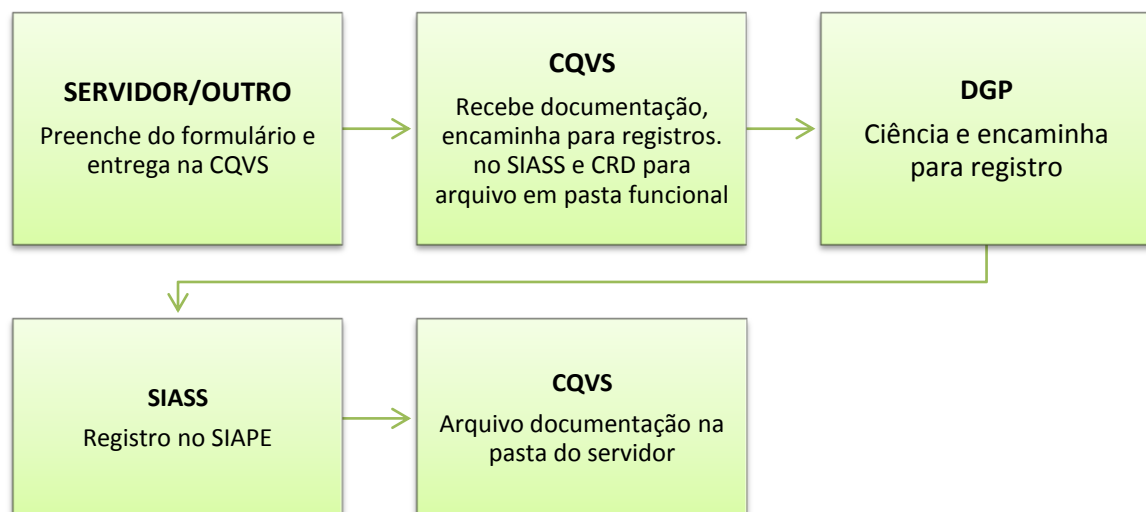 SERVIDOR/OUTRO
Preenche do formulário e
entrega na CQVS
CQVS
Recebe documentação,
encaminha para registros.
no SIASS e CRD para
arquivo em pasta funcional
DGP
Ciência e encaminha
para registro
SIASS
Registro no SIAPE
CQVS
Arquivo documentação na
pasta do servidor